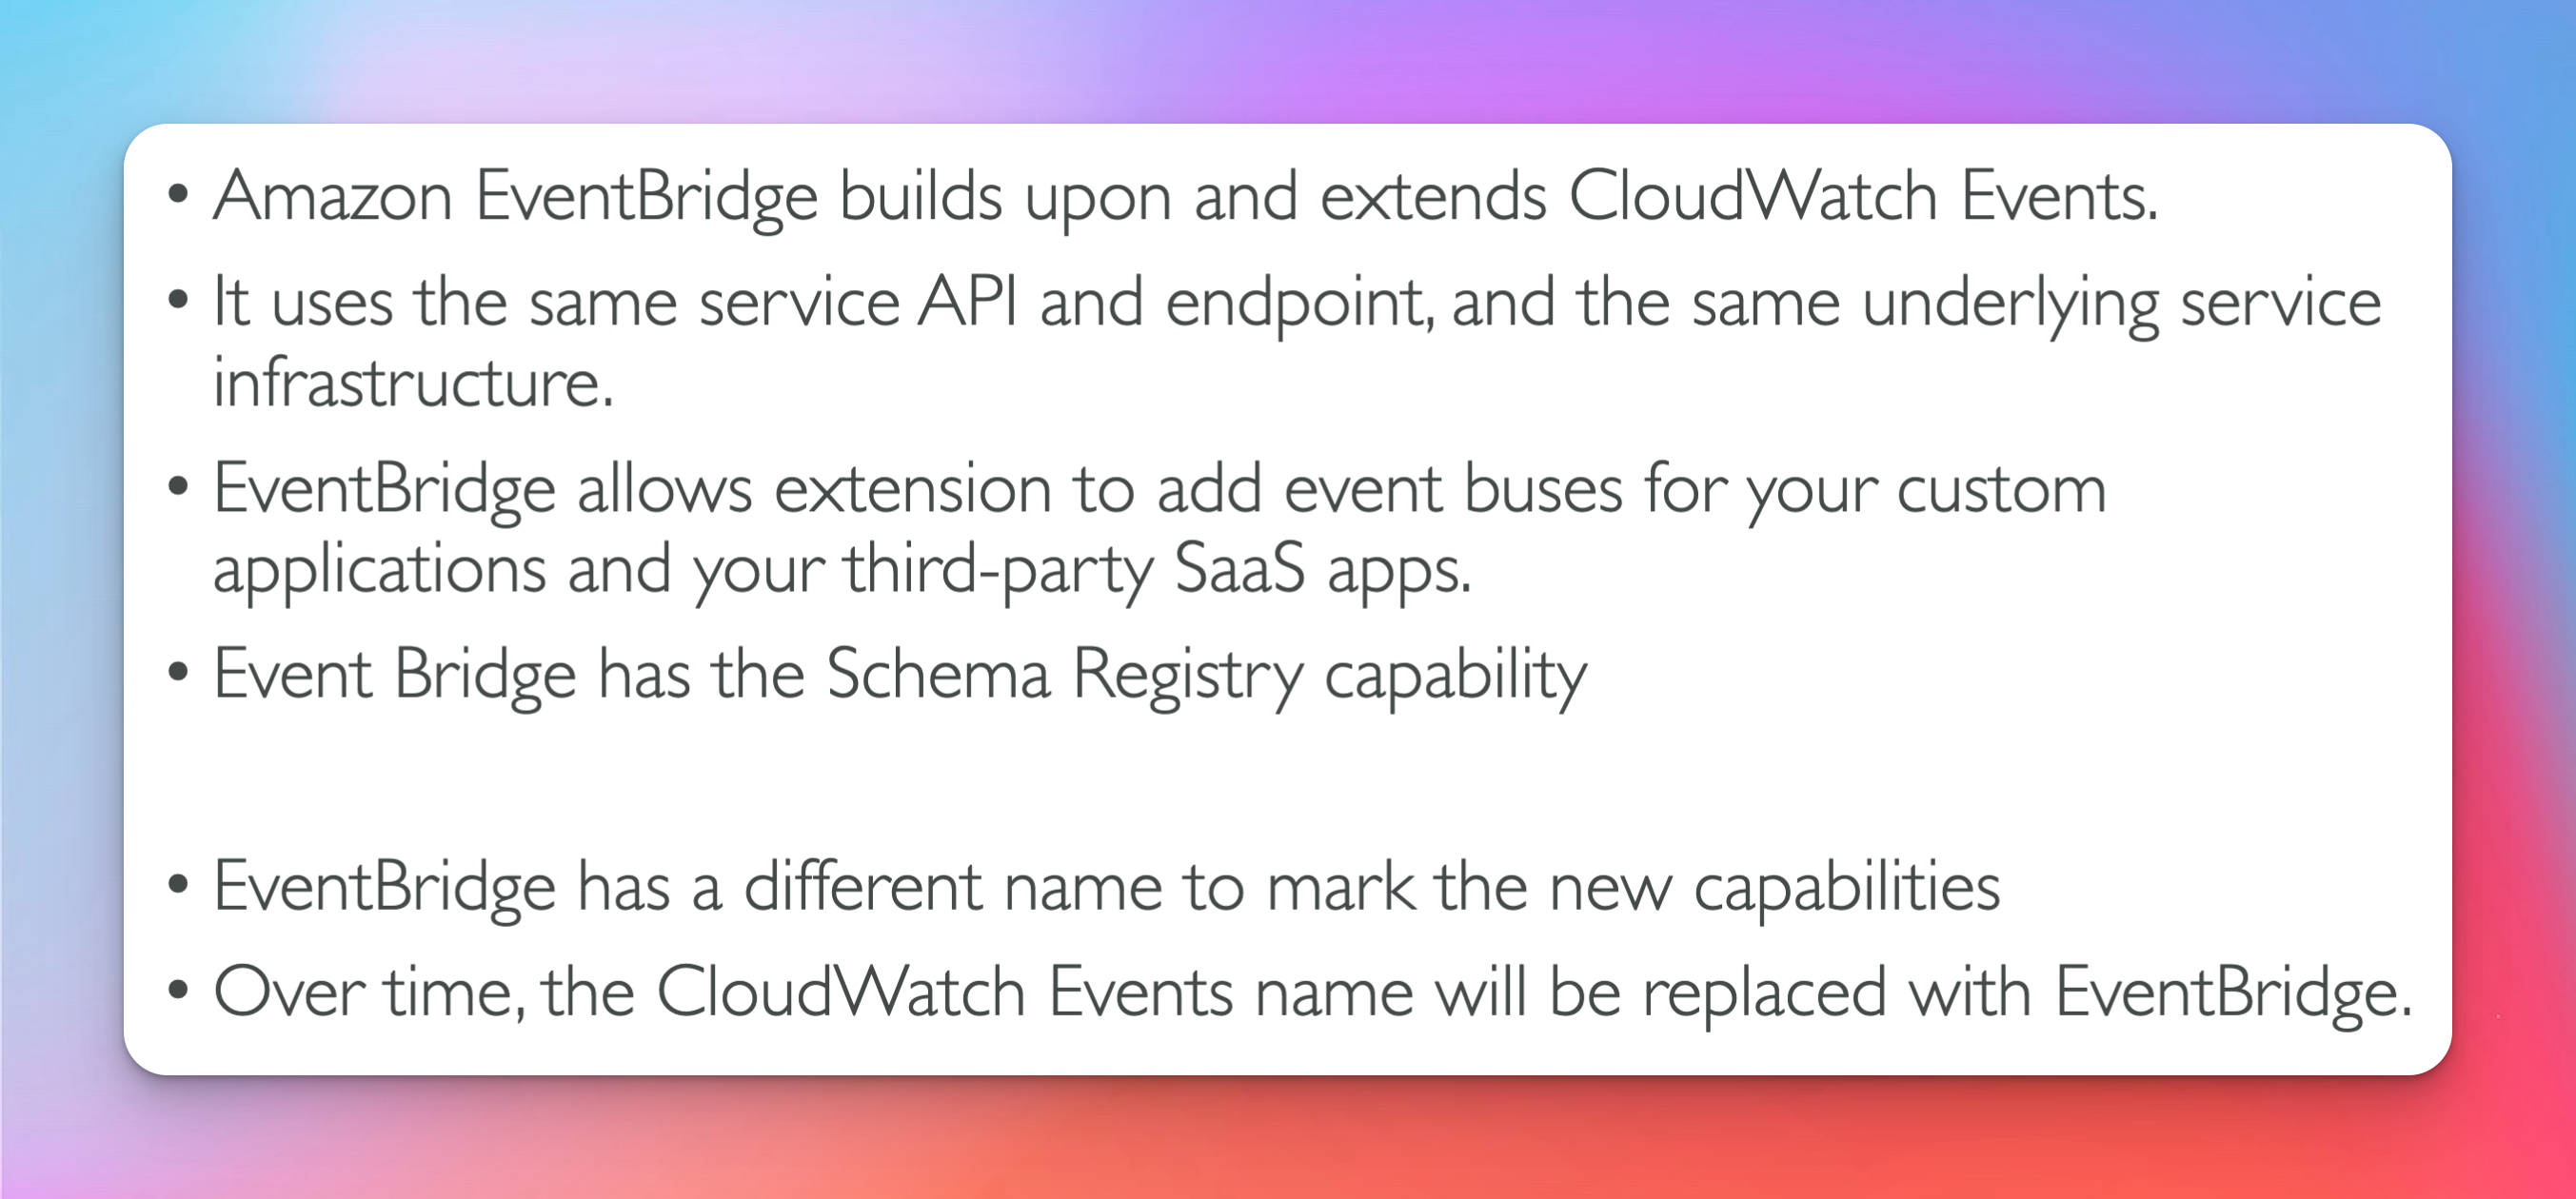 • Amazon EventBridge builds upon and extends CloudWatch Events.
• It uses the same service API and endpoint, and the same underlying service
infrastructure.
• EventBridge allows extension to add event buses for your custom
applications and your third-party SaaS apps.
• Event Bridge has the Schema Registry capability
• EventBridge has a different name to mark the new capabilities
• Over time, the CloudWatch Events name will be replaced with EventBridge.